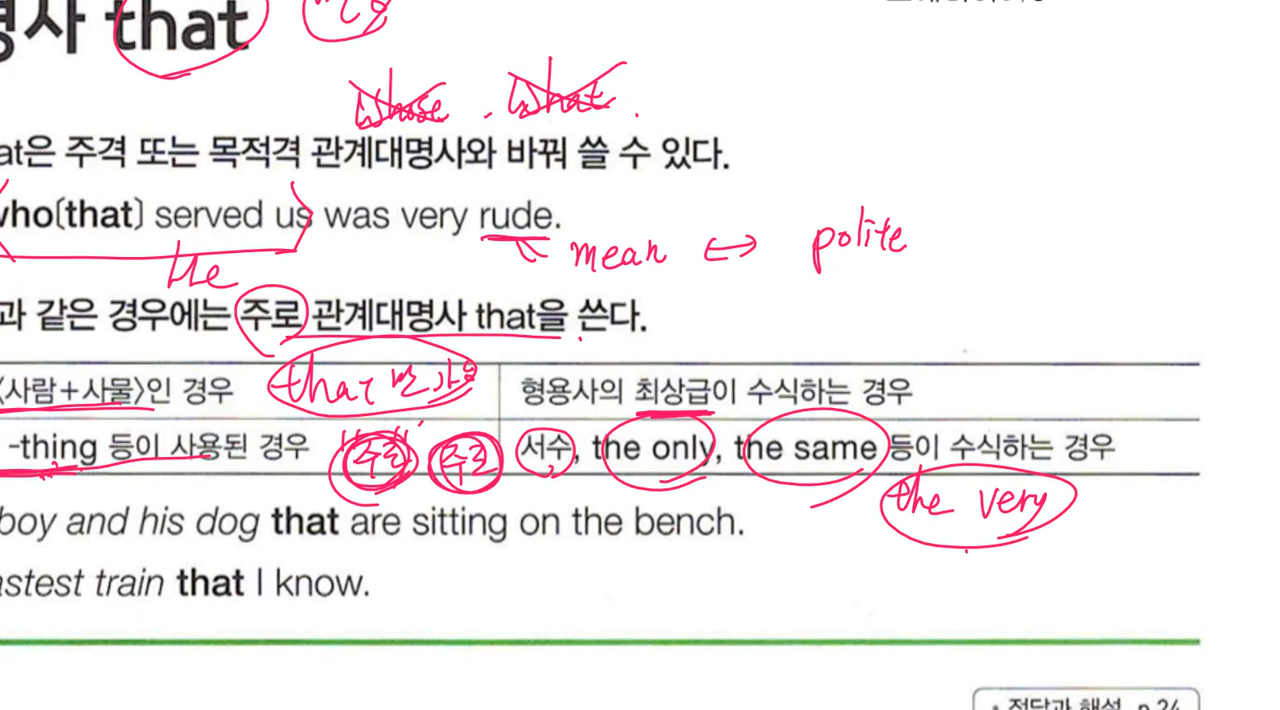 명사 that
Whose . What .
at은 주격 또는 목적격 관계대명사와 바꿔 쓸 수 있다.
who(that) served us was very rude.
mean ↔ polite
the
과 같은 경우에는 주로 관계대명사 that을 쓴다.
〈사람+사물〉인 경우 that 만 가능 형용사의 최상급이 수식하는 경우
-thing 등이 사용된 경우 주로 주로 서수, the only, the same 등이 수식하는 경우
the very
boy and his dog that are sitting on the bench.
astest train that I know.
정답과 해설 p.24